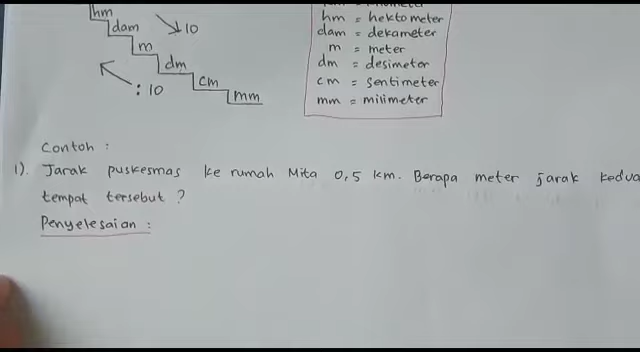 hm
dam
10
m
dm
cm
mm
: 10
hm = hektometer
dam = dekameter
m = meter
dm = desimeter
cm = sentimeter
mm = milimeter
Contoh :
1). Jarak puskesmas ke rumah Mita 0,5 km. Berapa meter jarak kedua
tempat tersebut ?
Penyelesaian :